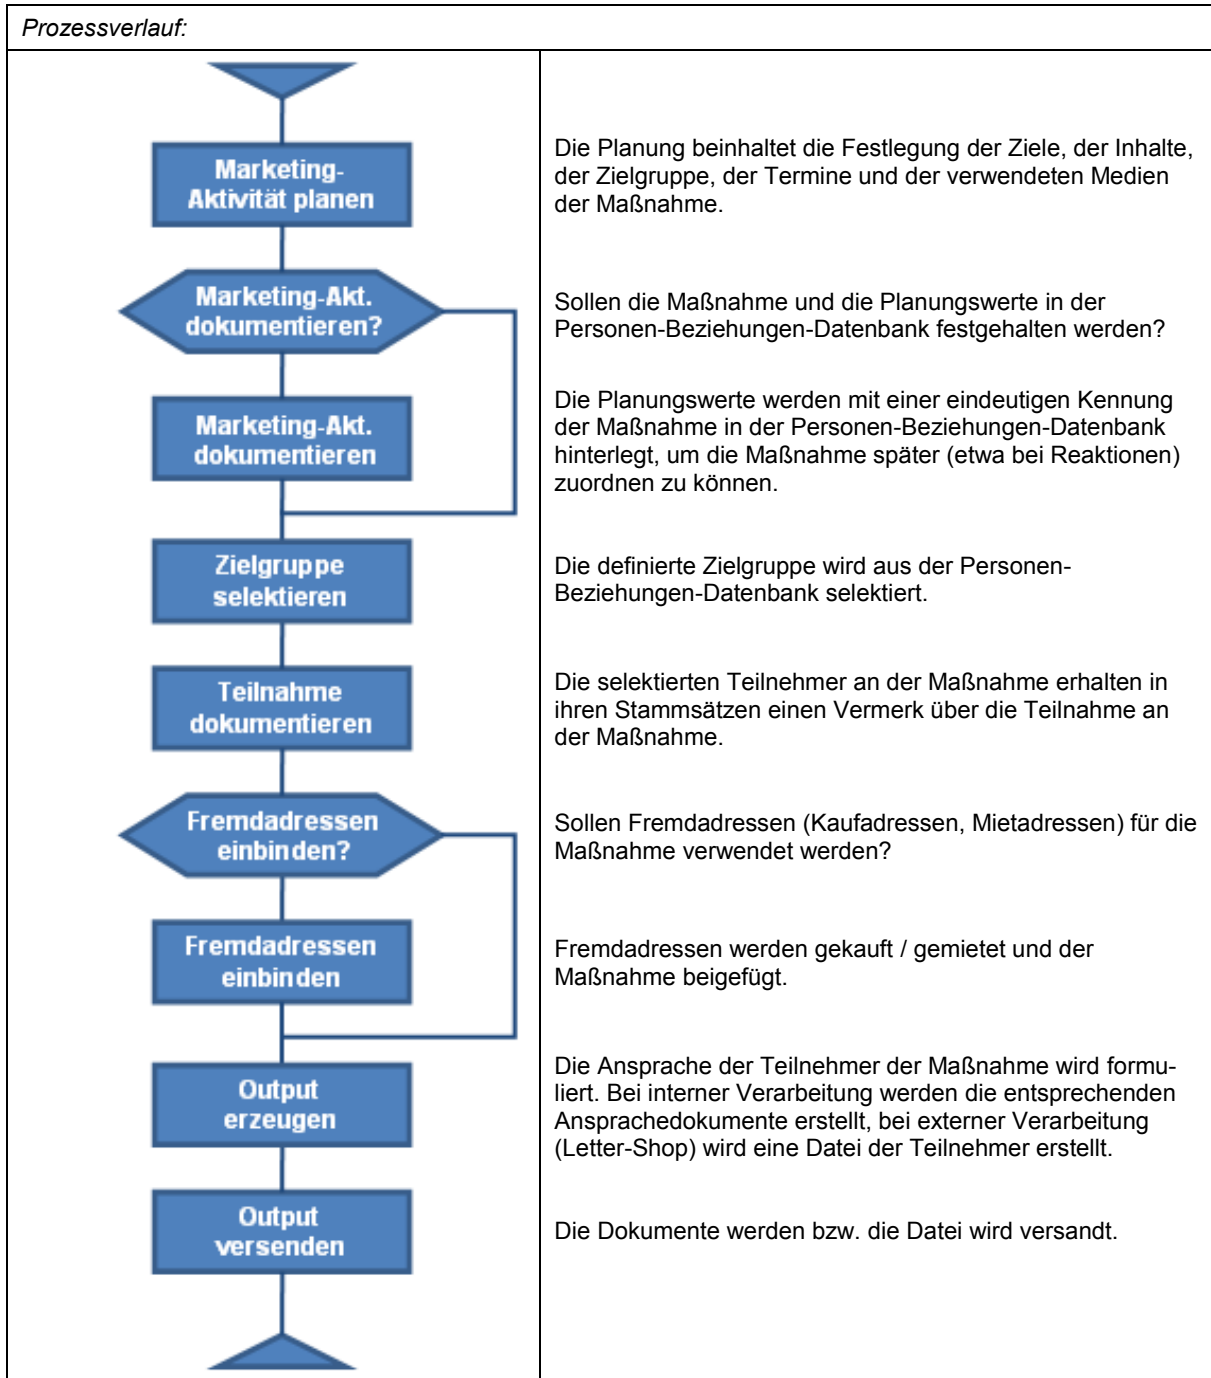 Prozessverlauf:
Marketing-
Aktivität planen
Die Planung beinhaltet die Festlegung der Ziele, der Inhalte,
der Zielgruppe, der Termine und der verwendeten Medien
der Maßnahme.
Marketing-Akt.
dokumentieren?
Sollen die Maßnahme und die Planungswerte in der
Personen-Beziehungen-Datenbank festgehalten werden?
Marketing-Akt.
dokumentieren
Die Planungswerte werden mit einer eindeutigen Kennung
der Maßnahme in der Personen-Beziehungen-Datenbank
hinterlegt, um die Maßnahme später (etwa bei Reaktionen)
zuordnen zu können.
Zielgruppe
selektieren
Die definierte Zielgruppe wird aus der Personen-
Beziehungen-Datenbank selektiert.
Teilnahme
dokumentieren
Die selektierten Teilnehmer an der Maßnahme erhalten in
ihren Stammsätzen einen Vermerk über die Teilnahme an
der Maßnahme.
Fremdadressen
einbinden?
Sollen Fremdadressen (Kaufadressen, Mietadressen) für die
Maßnahme verwendet werden?
Fremdadressen
einbinden
Fremdadressen werden gekauft / gemietet und der
Maßnahme beigefügt.
Output
erzeugen
Die Ansprache der Teilnehmer der Maßnahme wird formu-
liert. Bei interner Verarbeitung werden die entsprechenden
Ansprachedokumente erstellt, bei externer Verarbeitung
(Letter-Shop) wird eine Datei der Teilnehmer erstellt.
Output
versenden
Die Dokumente werden bzw. die Datei wird versandt.